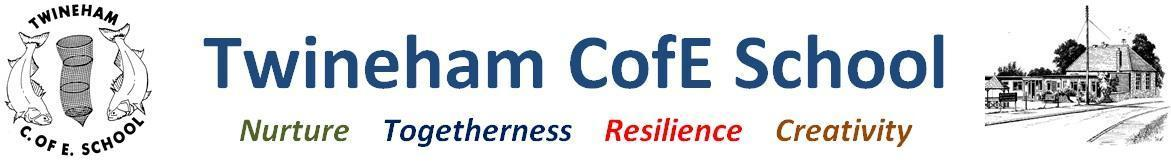 TWINEHAM
C. OF E. SCHOOL
Twineham CofE School
Nurture Togetherness Resilience Creativity